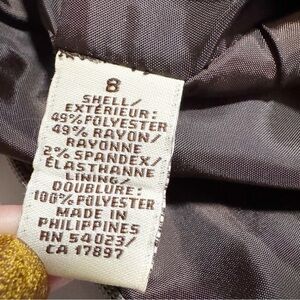 8
SHELL/
EXTÉRIEUR:
49% POLYESTER
49% RAYON/
RAYONNE
2% SPANDEX/
ÉLASTHANNE
LINING/
DOUBLURE:
100% POLYESTER
MADE IN
PHILIPPINES
RN 54023/
CA 17897